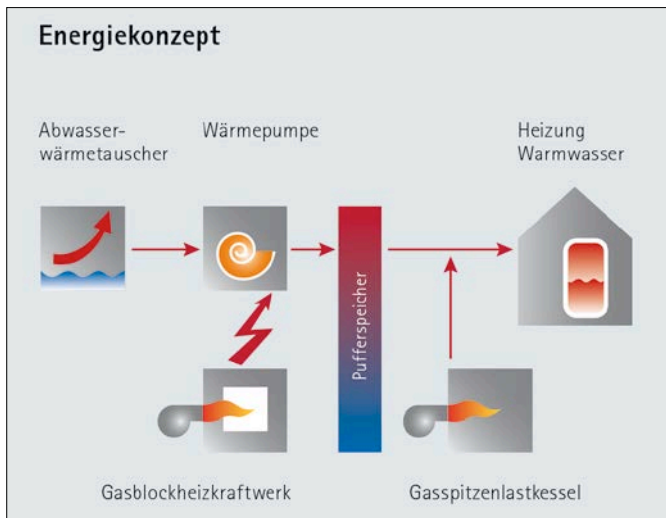 Energiekonzept
Abwasser-
wärmetauscher
Wärmepumpe
Heizung
Warmwasser
Pufferspeicher
Gasblockheizkraftwerk
Gasspitzenlastkessel